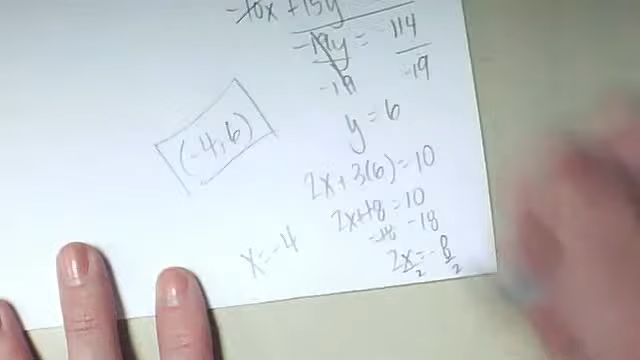 -10x + 15y
-19y = -114
-19 -19
y = 6
(-4, 6)
2x + 3(6) = 10
2x + 18 = 10
-18 -18
2x = -8
2 2
x = -4